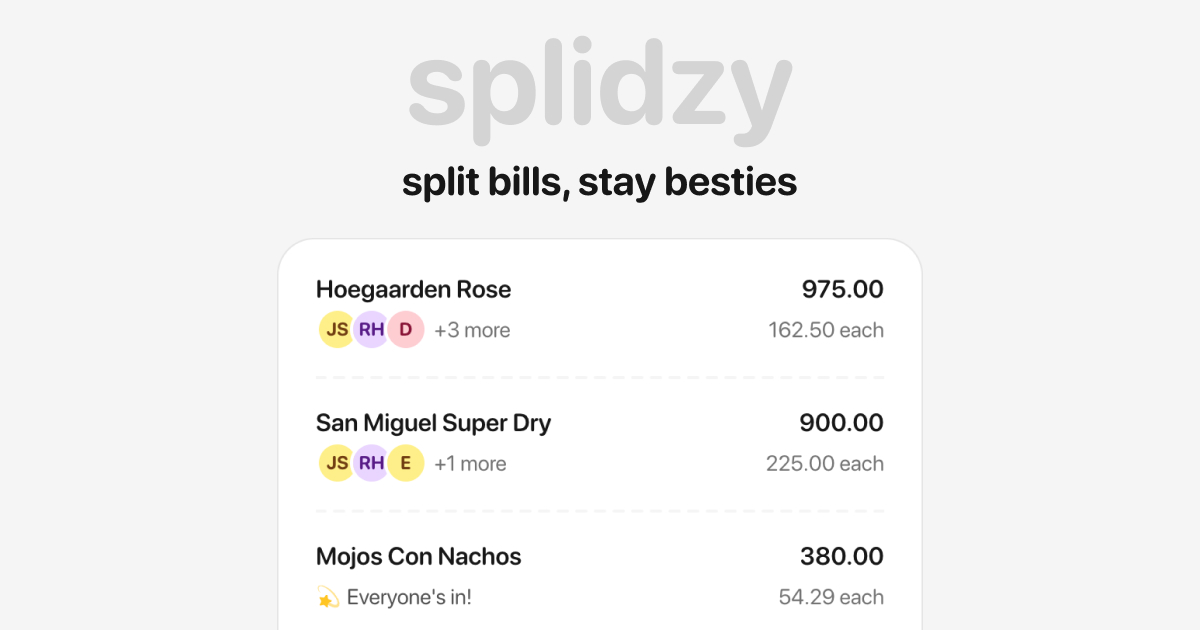 splidzy
split bills, stay besties
Hoegaarden Rose 975.00
JS RH D +3 more 162.50 each
San Miguel Super Dry 900.00
JS RH E +1 more 225.00 each
Mojos Con Nachos 380.00
💫 Everyone's in! 54.29 each